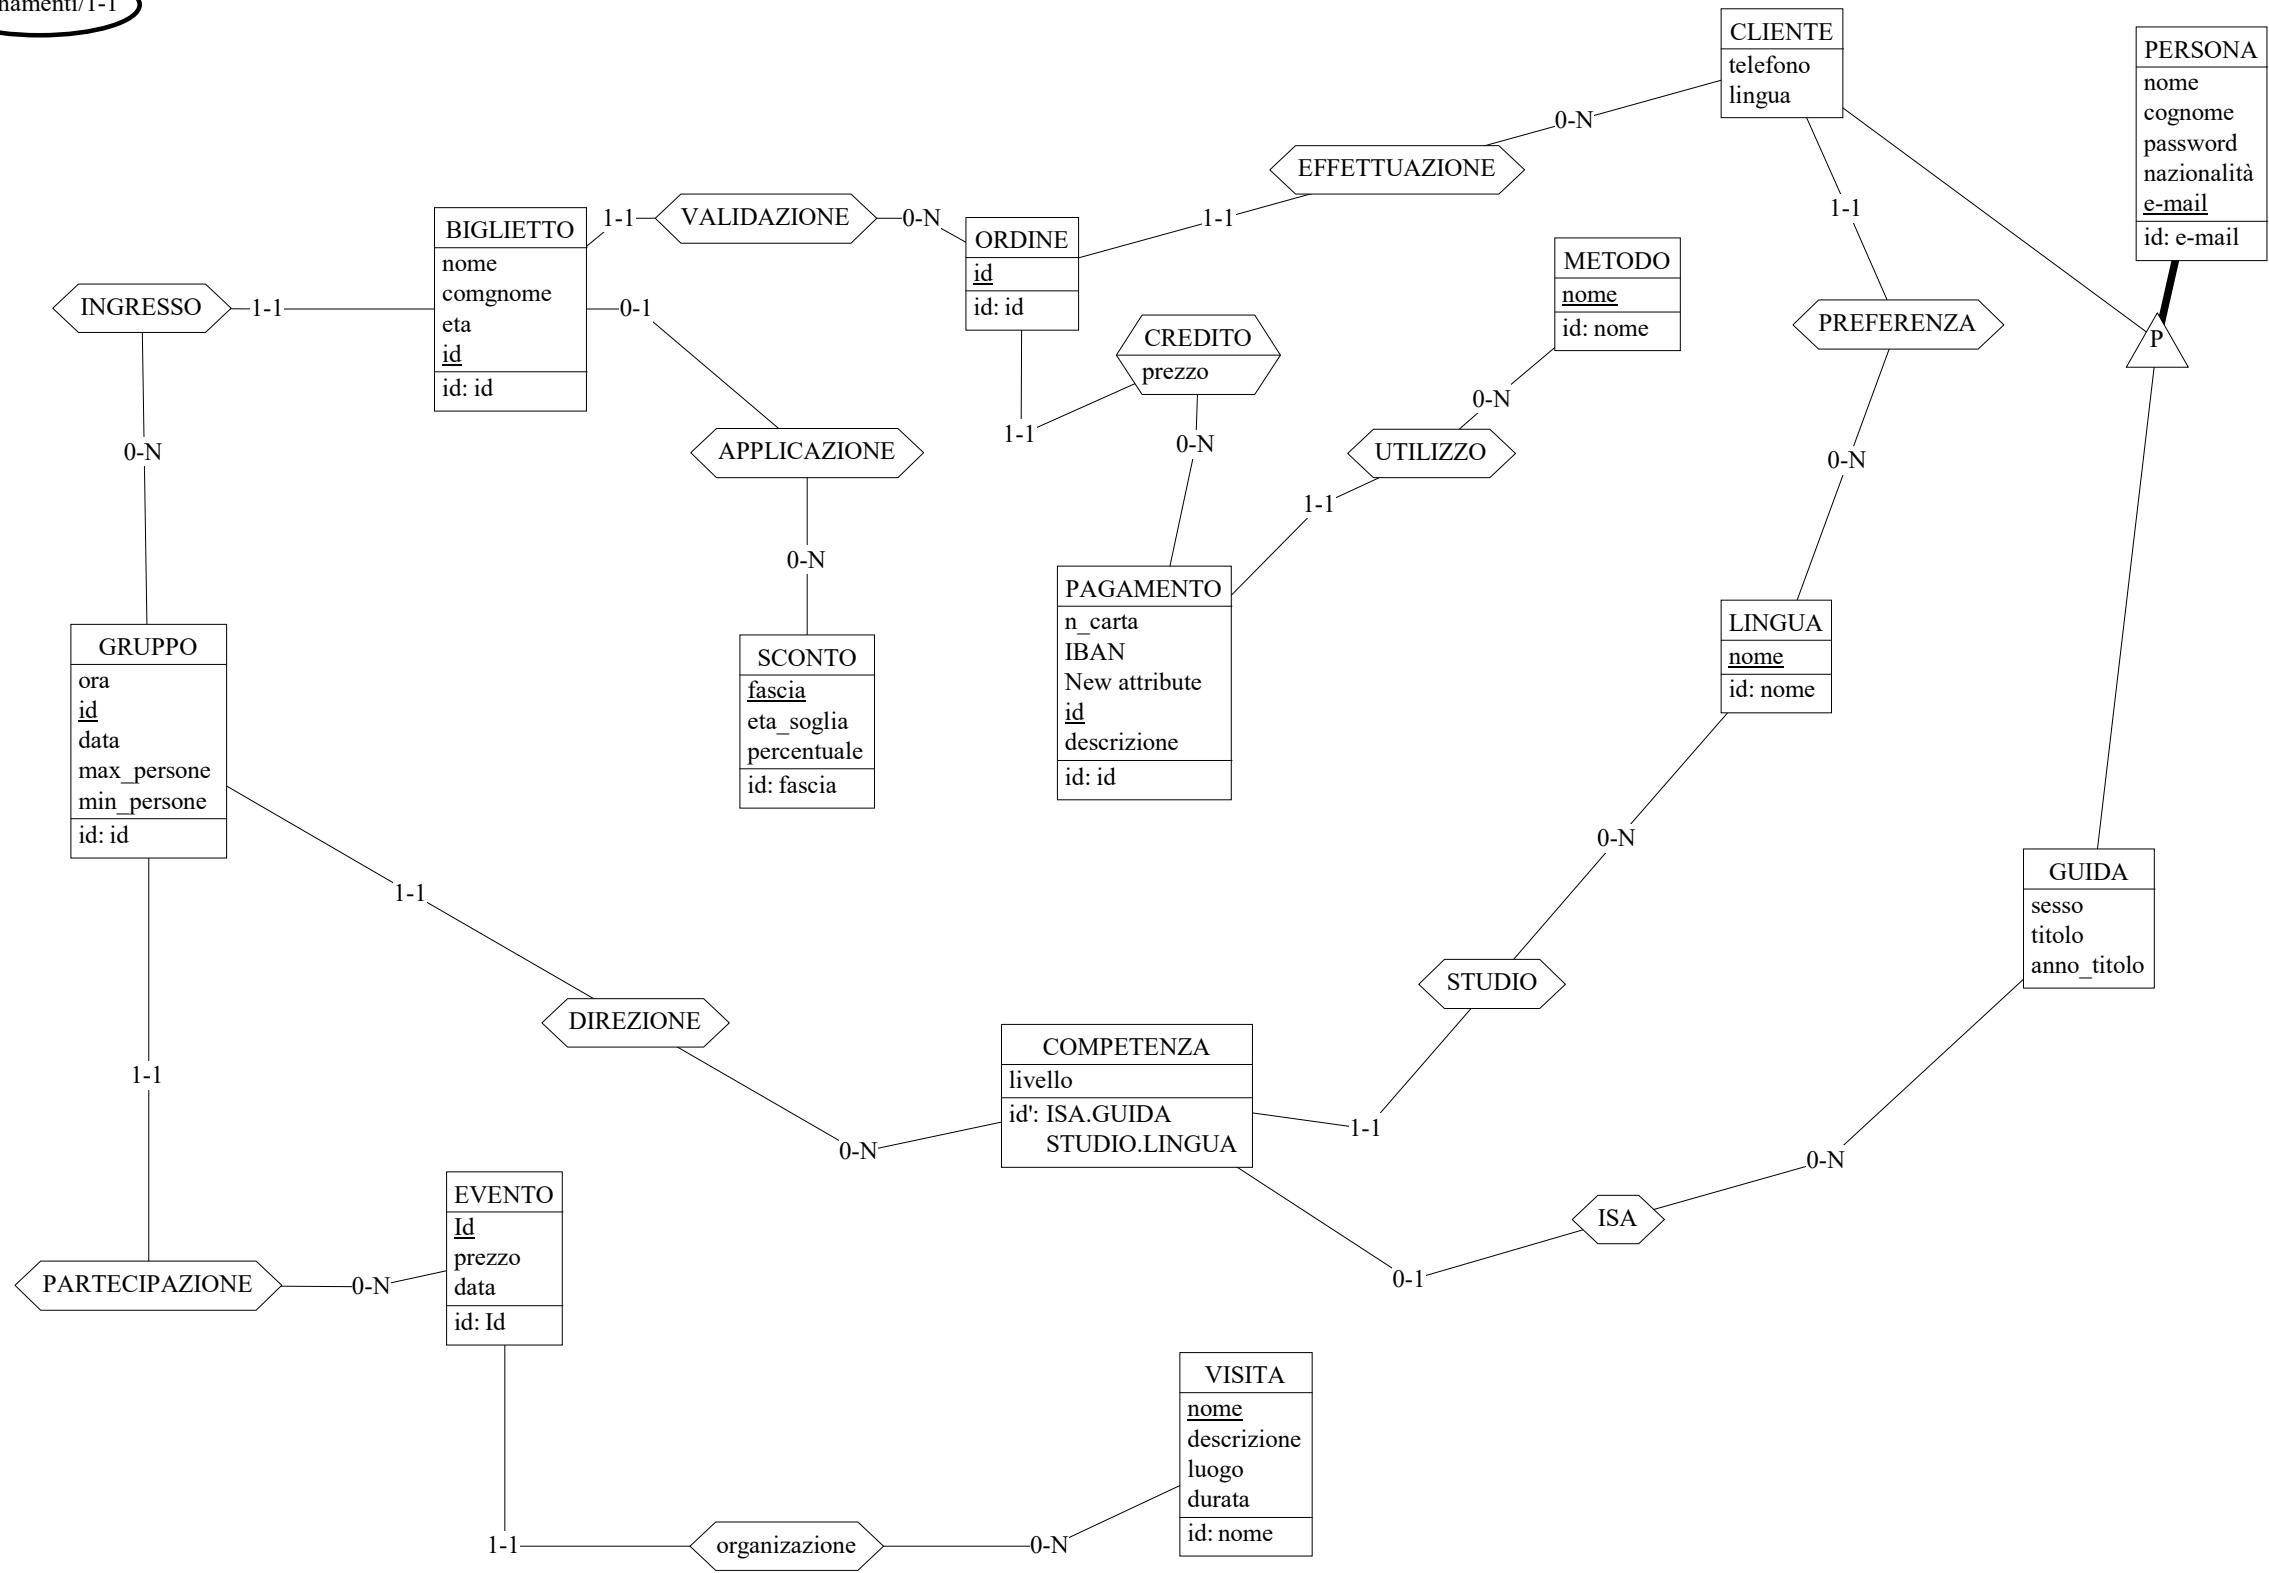 namenti/1-1
CLIENTE
telefono
lingua
PERSONA
nome
cognome
password
nazionalità
e-mail
id: e-mail
0-N
EFFETTUAZIONE
1-1
1-1
VALIDAZIONE
0-N
BIGLIETTO
nome
comgnome
eta
id
id: id
ORDINE
id
id: id
METODO
nome
id: nome
1-1
PREFERENZA
P
INGRESSO
1-1
0-1
CREDITO
prezzo
0-N
1-1
0-N
UTILIZZO
0-N
APPLICAZIONE
0-N
1-1
0-N
PAGAMENTO
n_carta
IBAN
New attribute
id
descrizione
id: id
LINGUA
nome
id: nome
GRUPPO
ora
id
data
max_persone
min_persone
id: id
SCONTO
fascia
eta_soglia
percentuale
id: fascia
0-N
GUIDA
sesso
titolo
anno_titolo
1-1
STUDIO
DIREZIONE
COMPETENZA
livello
id': ISA.GUIDA
STUDIO.LINGUA
1-1
1-1
0-N
0-N
EVENTO
Id
prezzo
data
id: Id
ISA
0-1
PARTECIPAZIONE
0-N
VISITA
nome
descrizione
luogo
durata
id: nome
1-1
organizazione
0-N